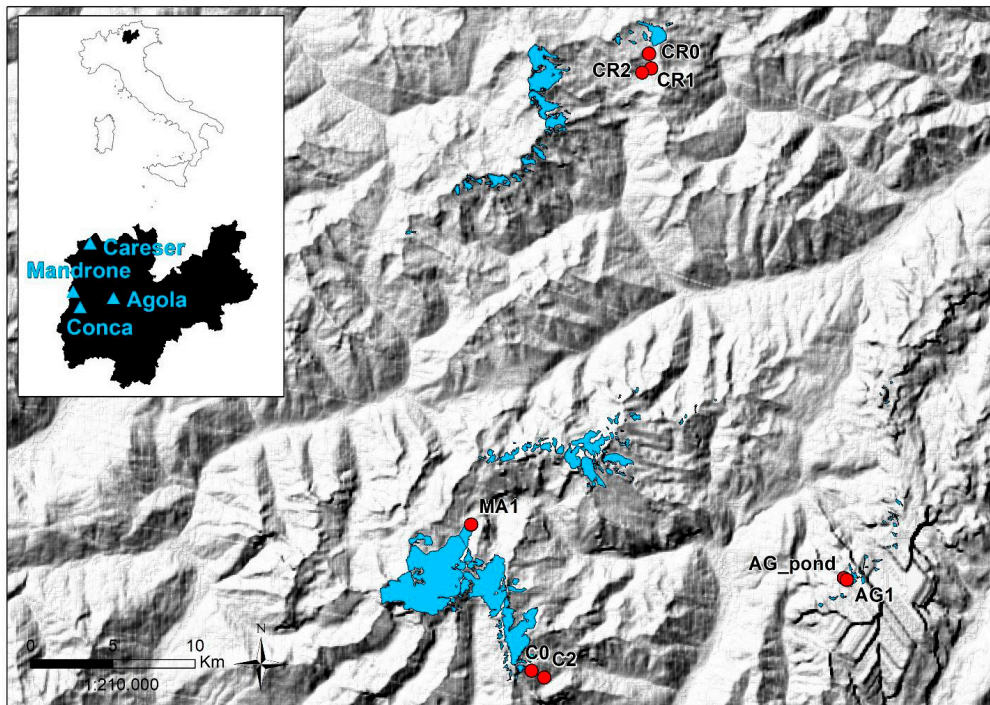 CR0
CR2
CR1
Careser
Mandrone
Agola
Conca
MA1
AG_pond
AG1
N
0 5 10
Km
1:210.000
C0 C2